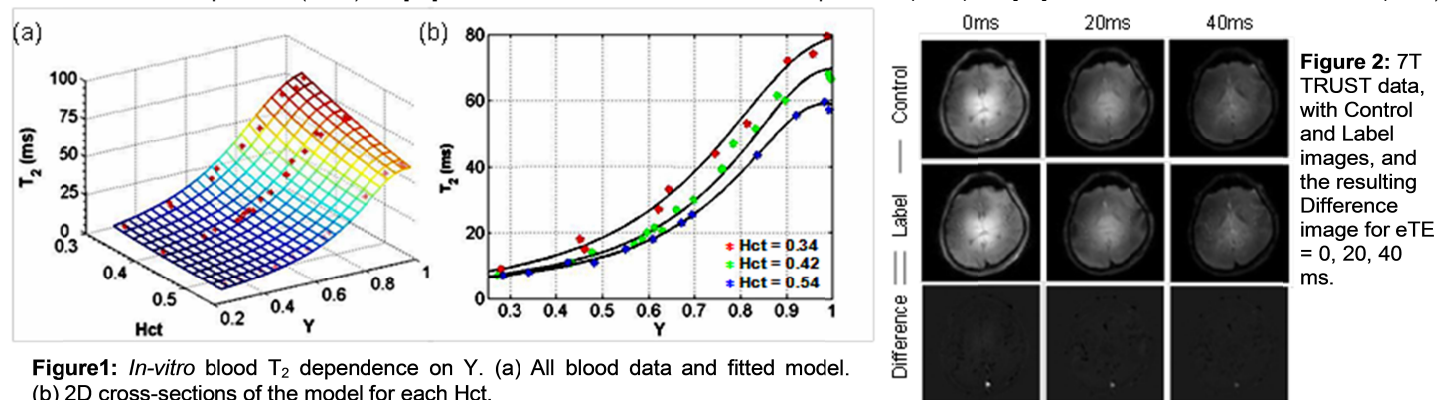 (a)
100
75
50
25
0
T2 (ms)
0.3
0.4
0.5
Hct
0.2
0.4
0.6
0.8
1
Y
(b)
80
60
40
20
0
T2 (ms)
0.3 0.4 0.5 0.6 0.7 0.8 0.9 1
Y
Hct = 0.34
Hct = 0.42
Hct = 0.54
Figure1: In-vitro blood T2 dependence on Y. (a) All blood data and fitted model.
(b) 2D cross-sections of the model for each Hct.
0ms 20ms 40ms
Control
—
Label
=
Difference
Figure 2: 7T
TRUST data,
with Control
and Label
images, and
the resulting
Difference
image for eTE
= 0, 20, 40
ms.